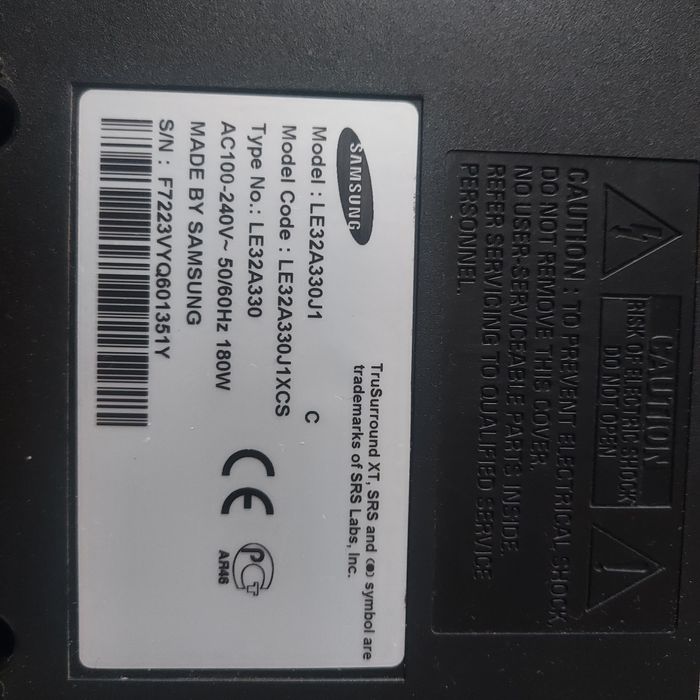 CAUTION
RISK OF ELECTRIC SHOCK
DO NOT OPEN
CAUTION : TO PREVENT ELECTRICAL SHOCK,
DO NOT REMOVE THIS COVER.
NO USER-SERVICEABLE PARTS INSIDE.
REFER SERVICING TO QUALIFIED SERVICE
PERSONNEL.
SAMSUNG
TruSurround XT, SRS and (●) symbol are
trademarks of SRS Labs, Inc.
Model : LE32A330J1
C
Model Code : LE32A330J1XCS
Type No.: LE32A330
AC100-240V~ 50/60Hz 180W
MADE BY SAMSUNG
S/N : F7223VYQ601351Y
CE
РСТ
AЯ46